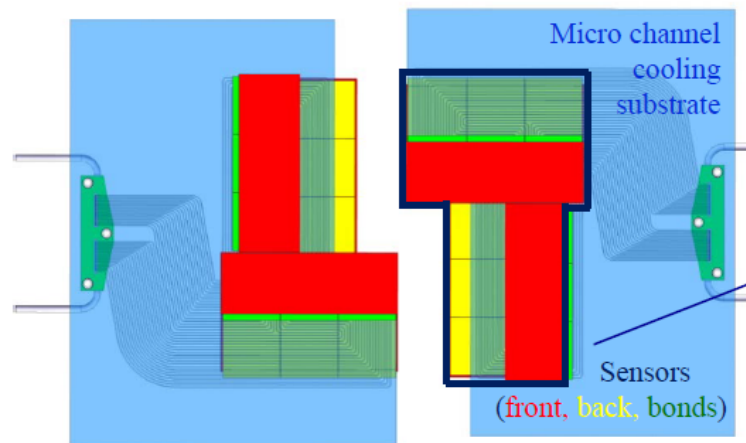 Micro channel
cooling
substrate
Sensors
(front, back, bonds)